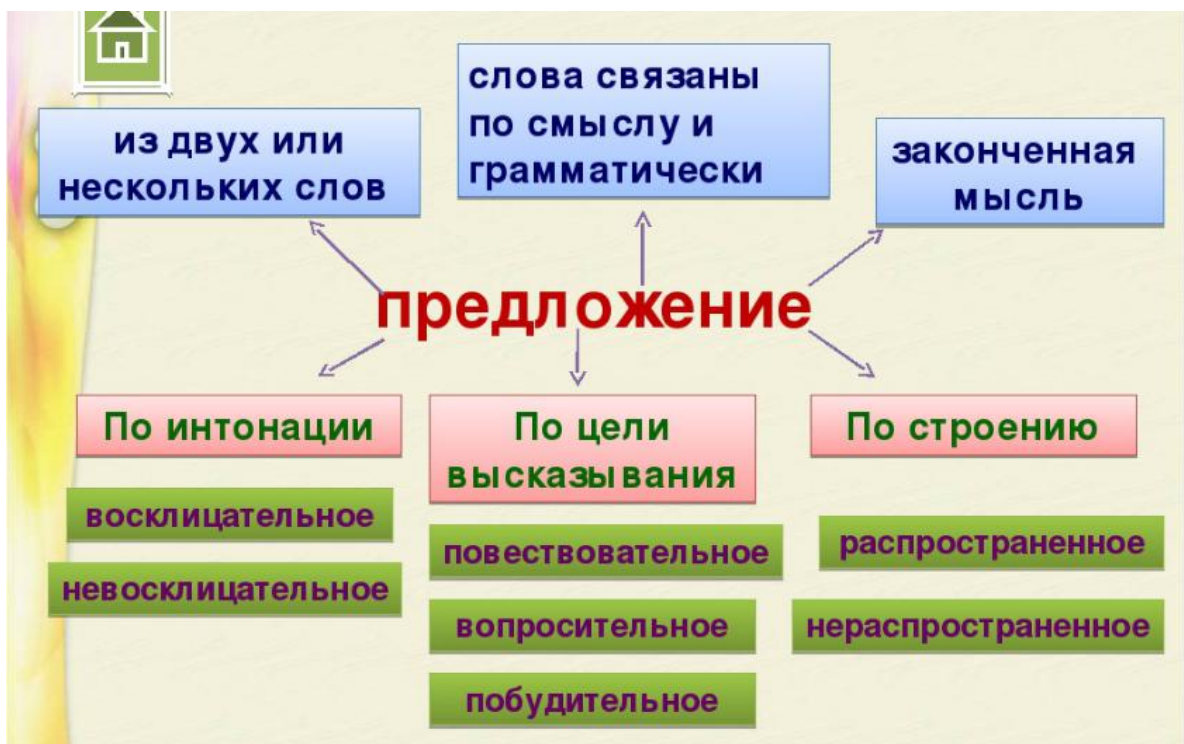 из двух или
нескольких слов
слова связаны
по смыслу и
грамматически
законченная
мысль
предложение
По интонации
восклицательное
невосклицательное
По цели
высказывания
повествовательное
вопросительное
побудительное
По строению
распространенное
нераспространенное